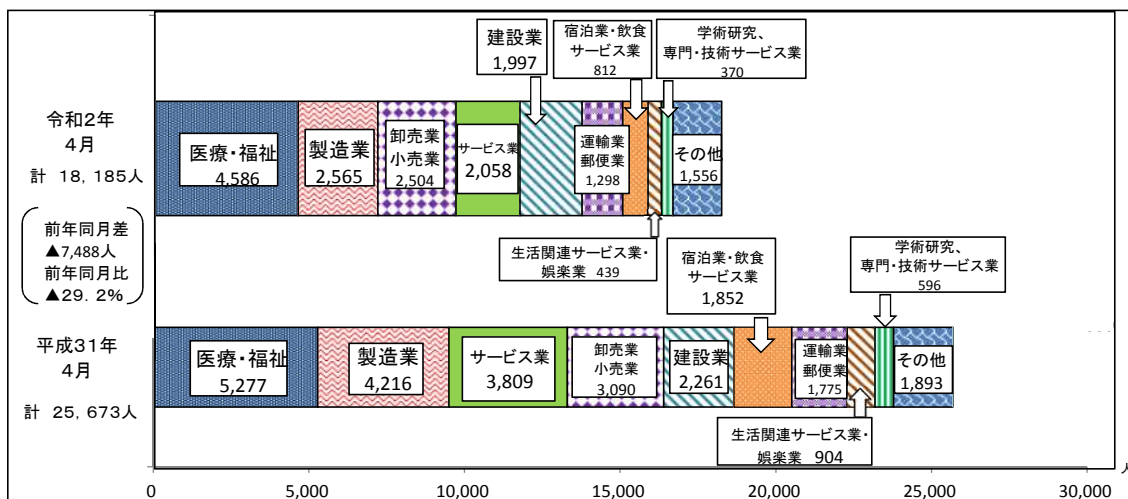 建設業
1,997
宿泊業・飲食
サービス業
812
学術研究、
専門・技術サービス業
370
令和2年
4月
計 18,185人
医療・福祉
4,586
製造業
2,565
卸売業
小売業
2,504
サービス業
2,058
運輸業
郵便業
1,298
その他
1,556
前年同月差
▲7,488人
前年同月比
▲29.2%
生活関連サービス業・
娯楽業 439
宿泊業・飲食
サービス業
1,852
学術研究、
専門・技術サービス業
596
平成31年
4月
計 25,673人
医療・福祉
5,277
製造業
4,216
サービス業
3,809
卸売業
小売業
3,090
建設業
2,261
運輸業
郵便業
1,775
その他
1,893
生活関連サービス業・
娯楽業 904
0 5,000 10,000 15,000 20,000 25,000 30,000 人